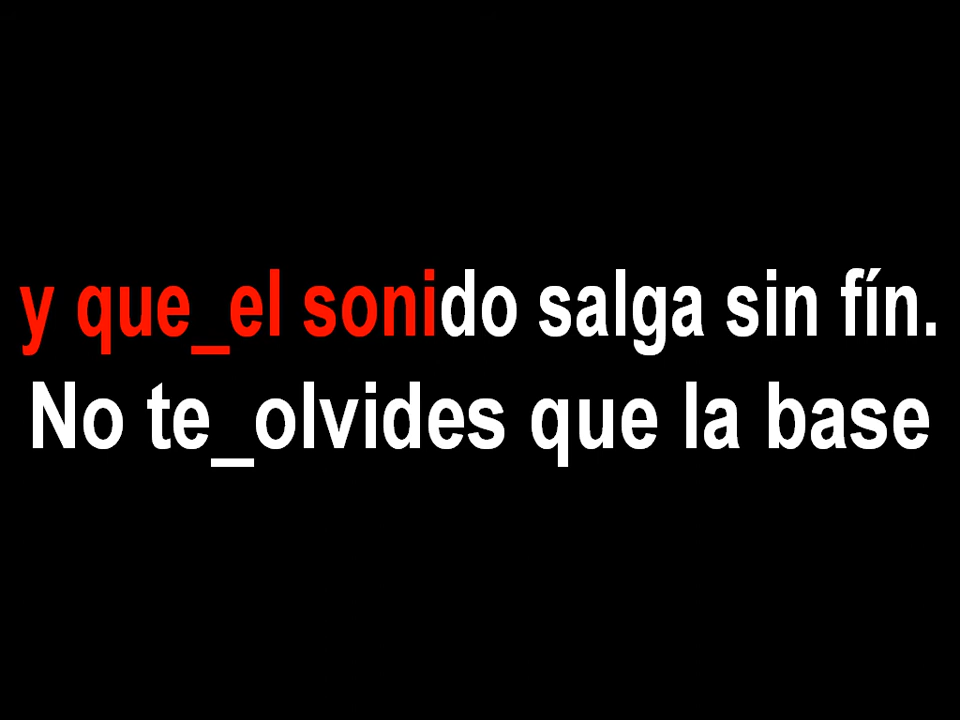 y que_el sonido salga sin fín.
No te_olvides que la base